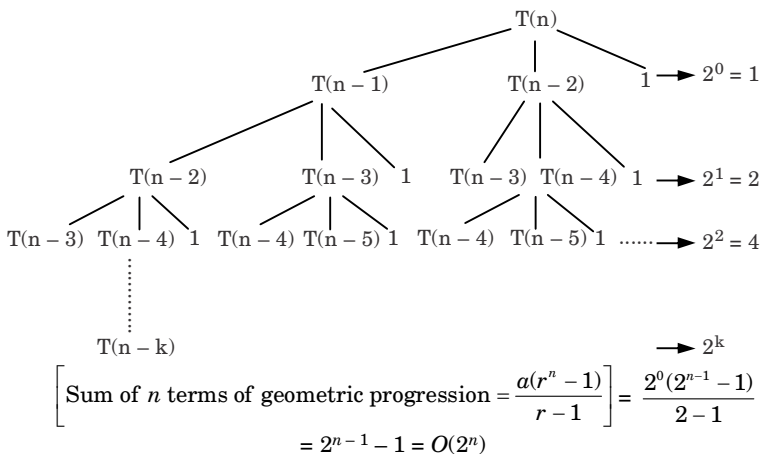 T(n)
T(n – 1) T(n – 2) 1 → 2^0 = 1
T(n – 2) T(n – 3) 1 T(n – 3) T(n – 4) 1 → 2^1 = 2
T(n – 3) T(n – 4) 1 T(n – 4) T(n – 5) 1 T(n – 4) T(n – 5) 1 ...... → 2^2 = 4
T(n – k) → 2^k
[Sum of n terms of geometric progression = a(r^n – 1)/(r – 1)] = 2^0(2^{n–1} – 1)/(2 – 1)
= 2^{n – 1} – 1 = O(2^n)